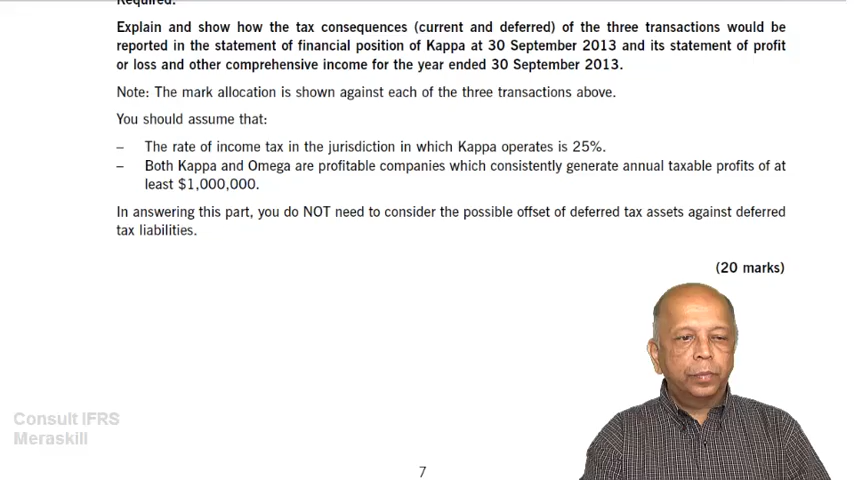 Required:
Explain and show how the tax consequences (current and deferred) of the three transactions would be
reported in the statement of financial position of Kappa at 30 September 2013 and its statement of profit
or loss and other comprehensive income for the year ended 30 September 2013.
Note: The mark allocation is shown against each of the three transactions above.
You should assume that:
– The rate of income tax in the jurisdiction in which Kappa operates is 25%.
– Both Kappa and Omega are profitable companies which consistently generate annual taxable profits of at
least $1,000,000.
In answering this part, you do NOT need to consider the possible offset of deferred tax assets against deferred
tax liabilities.
(20 marks)
Consult IFRS
Meraskill
7